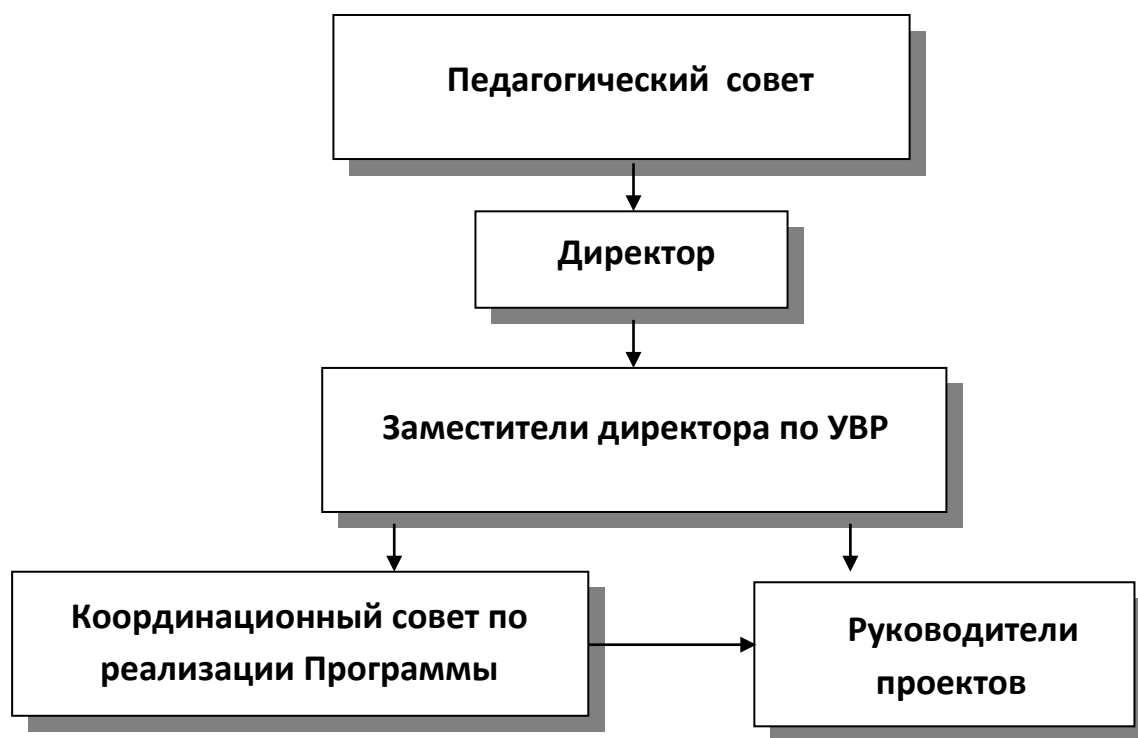 Педагогический совет
Директор
Заместители директора по УВР
Координационный совет по
реализации Программы
Руководители
проектов